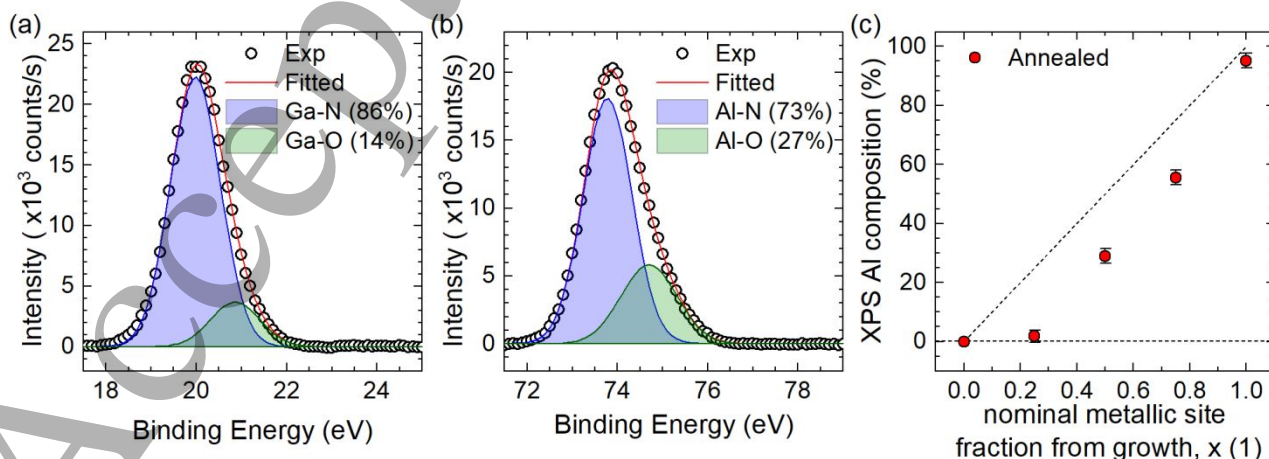 (a)
25
20
15
10
5
0
Intensity ( x10³ counts/s)
Exp
Fitted
Ga-N (86%)
Ga-O (14%)
18 20 22 24
Binding Energy (eV)
(b)
20
15
10
5
0
Intensity ( x10³ counts/s)
Exp
Fitted
Al-N (73%)
Al-O (27%)
72 74 76 78
Binding Energy (eV)
(c)
100
80
60
40
20
0
XPS Al composition (%)
Annealed
0.0 0.2 0.4 0.6 0.8 1.0
nominal metallic site
fraction from growth, x (1)
Accep